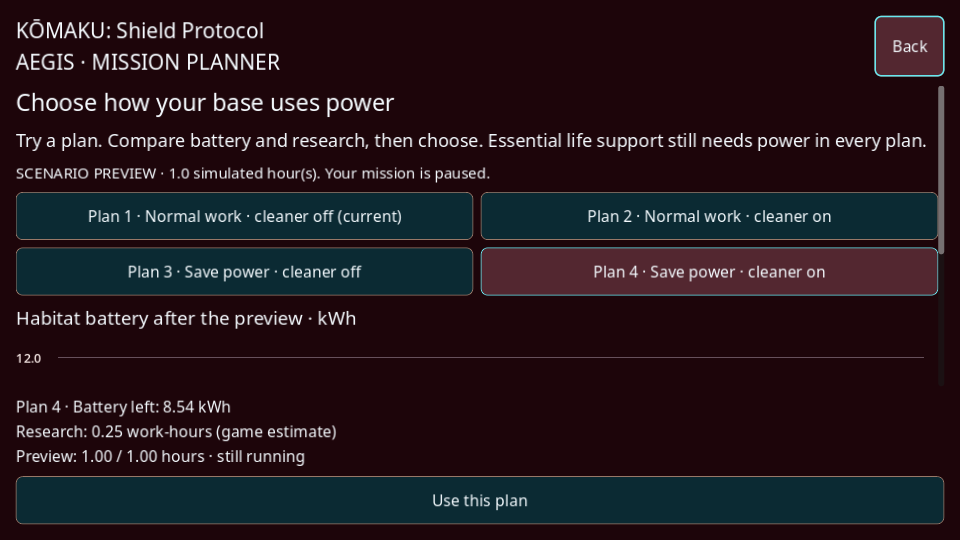 KŌMAKU: Shield Protocol
AEGIS · MISSION PLANNER
Back
Choose how your base uses power
Try a plan. Compare battery and research, then choose. Essential life support still needs power in every plan.
SCENARIO PREVIEW · 1.0 simulated hour(s). Your mission is paused.
Plan 1 · Normal work · cleaner off (current)
Plan 2 · Normal work · cleaner on
Plan 3 · Save power · cleaner off
Plan 4 · Save power · cleaner on
Habitat battery after the preview · kWh
12.0
Plan 4 · Battery left: 8.54 kWh
Research: 0.25 work-hours (game estimate)
Preview: 1.00 / 1.00 hours · still running
Use this plan